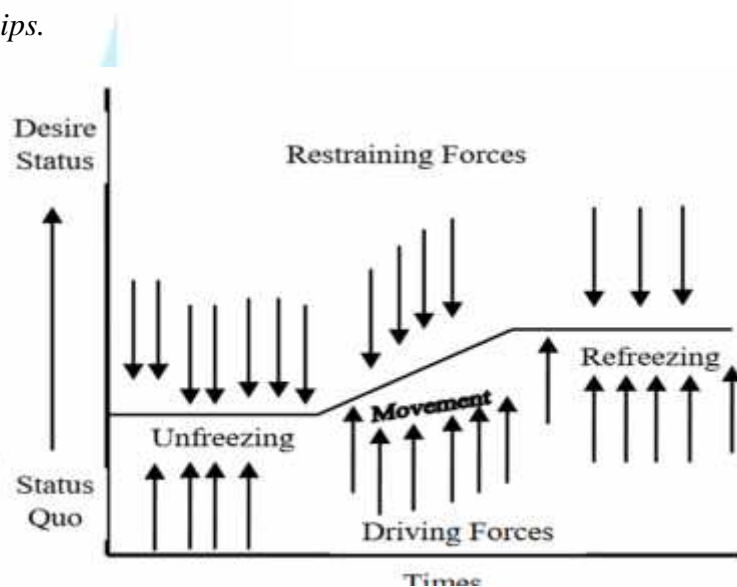 ips.
Desire
Status
Restraining Forces
Refreezing
Movement
Unfreezing
Status
Quo
Driving Forces
Times